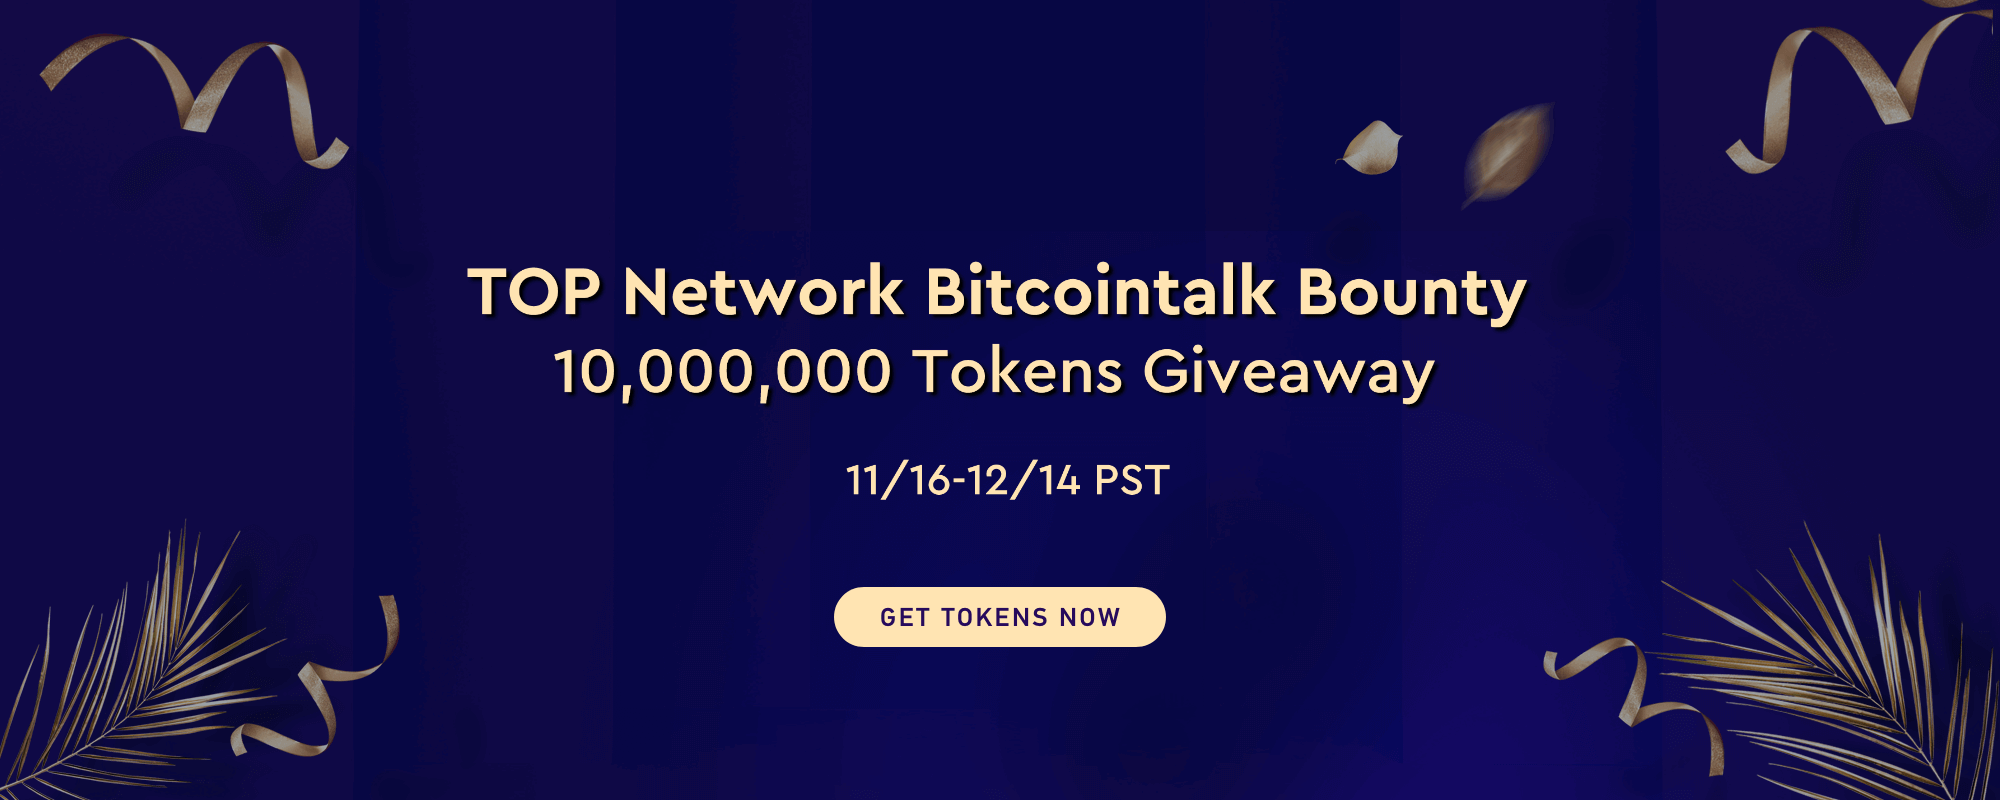 TOP Network Bitcointalk Bounty
10,000,000 Tokens Giveaway
11/16-12/14 PST
GET TOKENS NOW